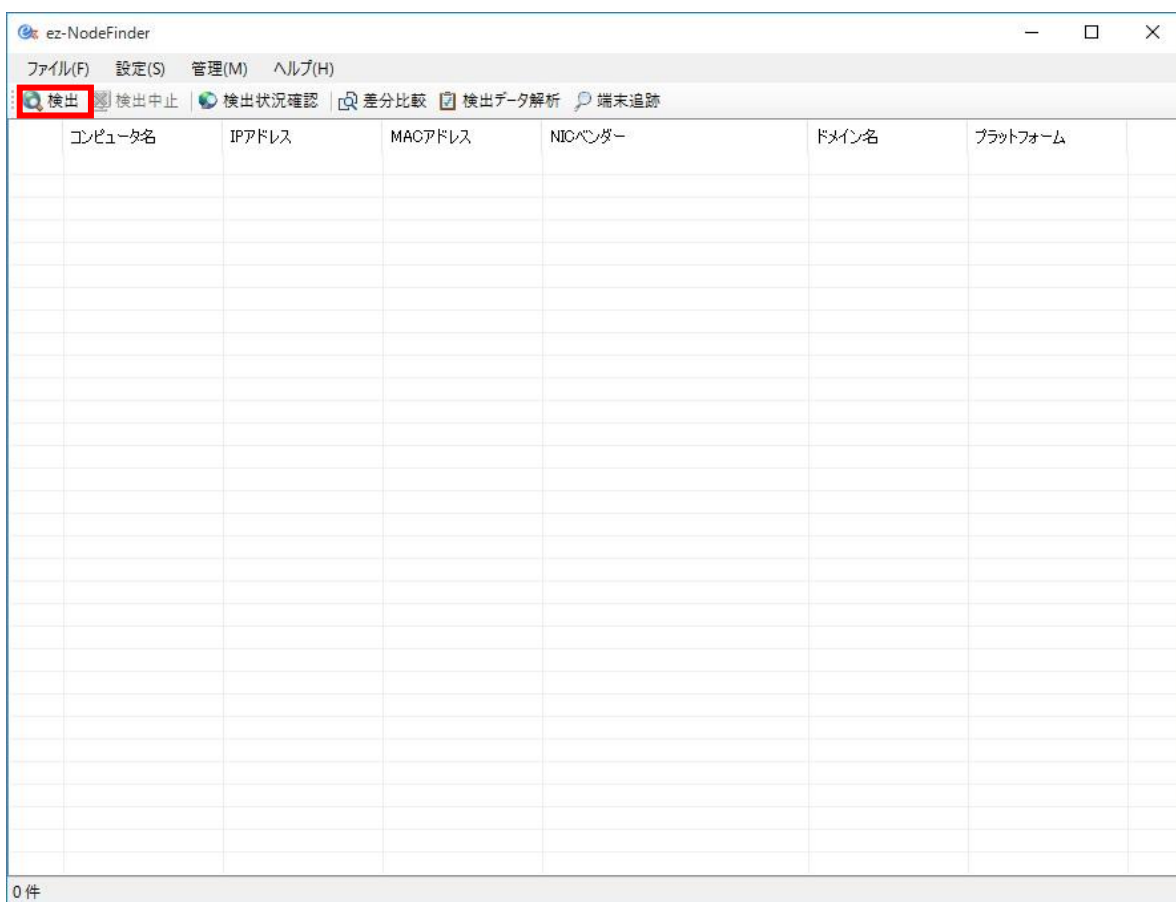 ez-NodeFinder
ファイル(F) 設定(S) 管理(M) ヘルプ(H)
検出 検出中止 検出状況確認 差分比較 検出データ解析 端末追跡
コンピュータ名 IPアドレス MACアドレス NICベンダー ドメイン名 プラットフォーム
0 件